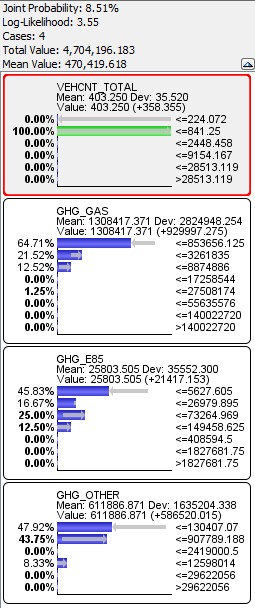 Joint Probability: 8.51%
Log-Likelihood: 3.55
Cases: 4
Total Value: 4,704,196.183
Mean Value: 470,419.618
VEHCNT_TOTAL
Mean: 403.250 Dev: 35.520
Value: 403.250 (+358.355)
0.00% <=224.072
100.00% <=841.25
0.00% <=2448.458
0.00% <=9154.167
0.00% <=28513.119
0.00% >28513.119
GHG_GAS
Mean: 1308417.371 Dev: 2824948.254
Value: 1308417.371 (+929997.275)
64.71% <=853656.125
21.52% <=3261835
12.52% <=8874886
0.00% <=17258544
1.25% <=27508174
0.00% <=55635576
0.00% <=140022720
0.00% >140022720
GHG_E85
Mean: 25803.505 Dev: 35552.300
Value: 25803.505 (+21417.153)
45.83% <=5627.605
16.67% <=26979.895
25.00% <=73264.969
12.50% <=149458.625
0.00% <=408594.5
0.00% <=1827681.75
0.00% >1827681.75
GHG_OTHER
Mean: 611886.871 Dev: 1635204.338
Value: 611886.871 (+586520.015)
47.92% <=130407.07
43.75% <=907789.188
0.00% <=2419000.5
8.33% <=12598014
0.00% <=29622056
0.00% >29622056